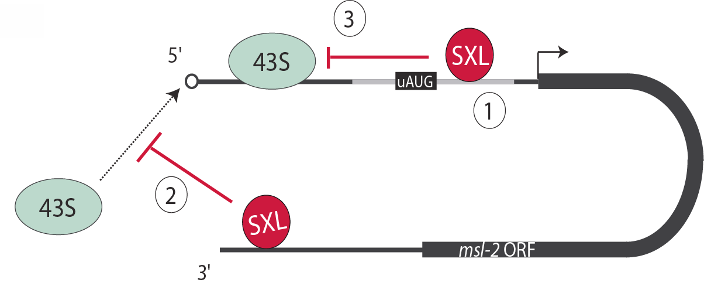 3
5'
43S
SXL
uAUG
1
43S
2
SXL
msl-2 ORF
3'